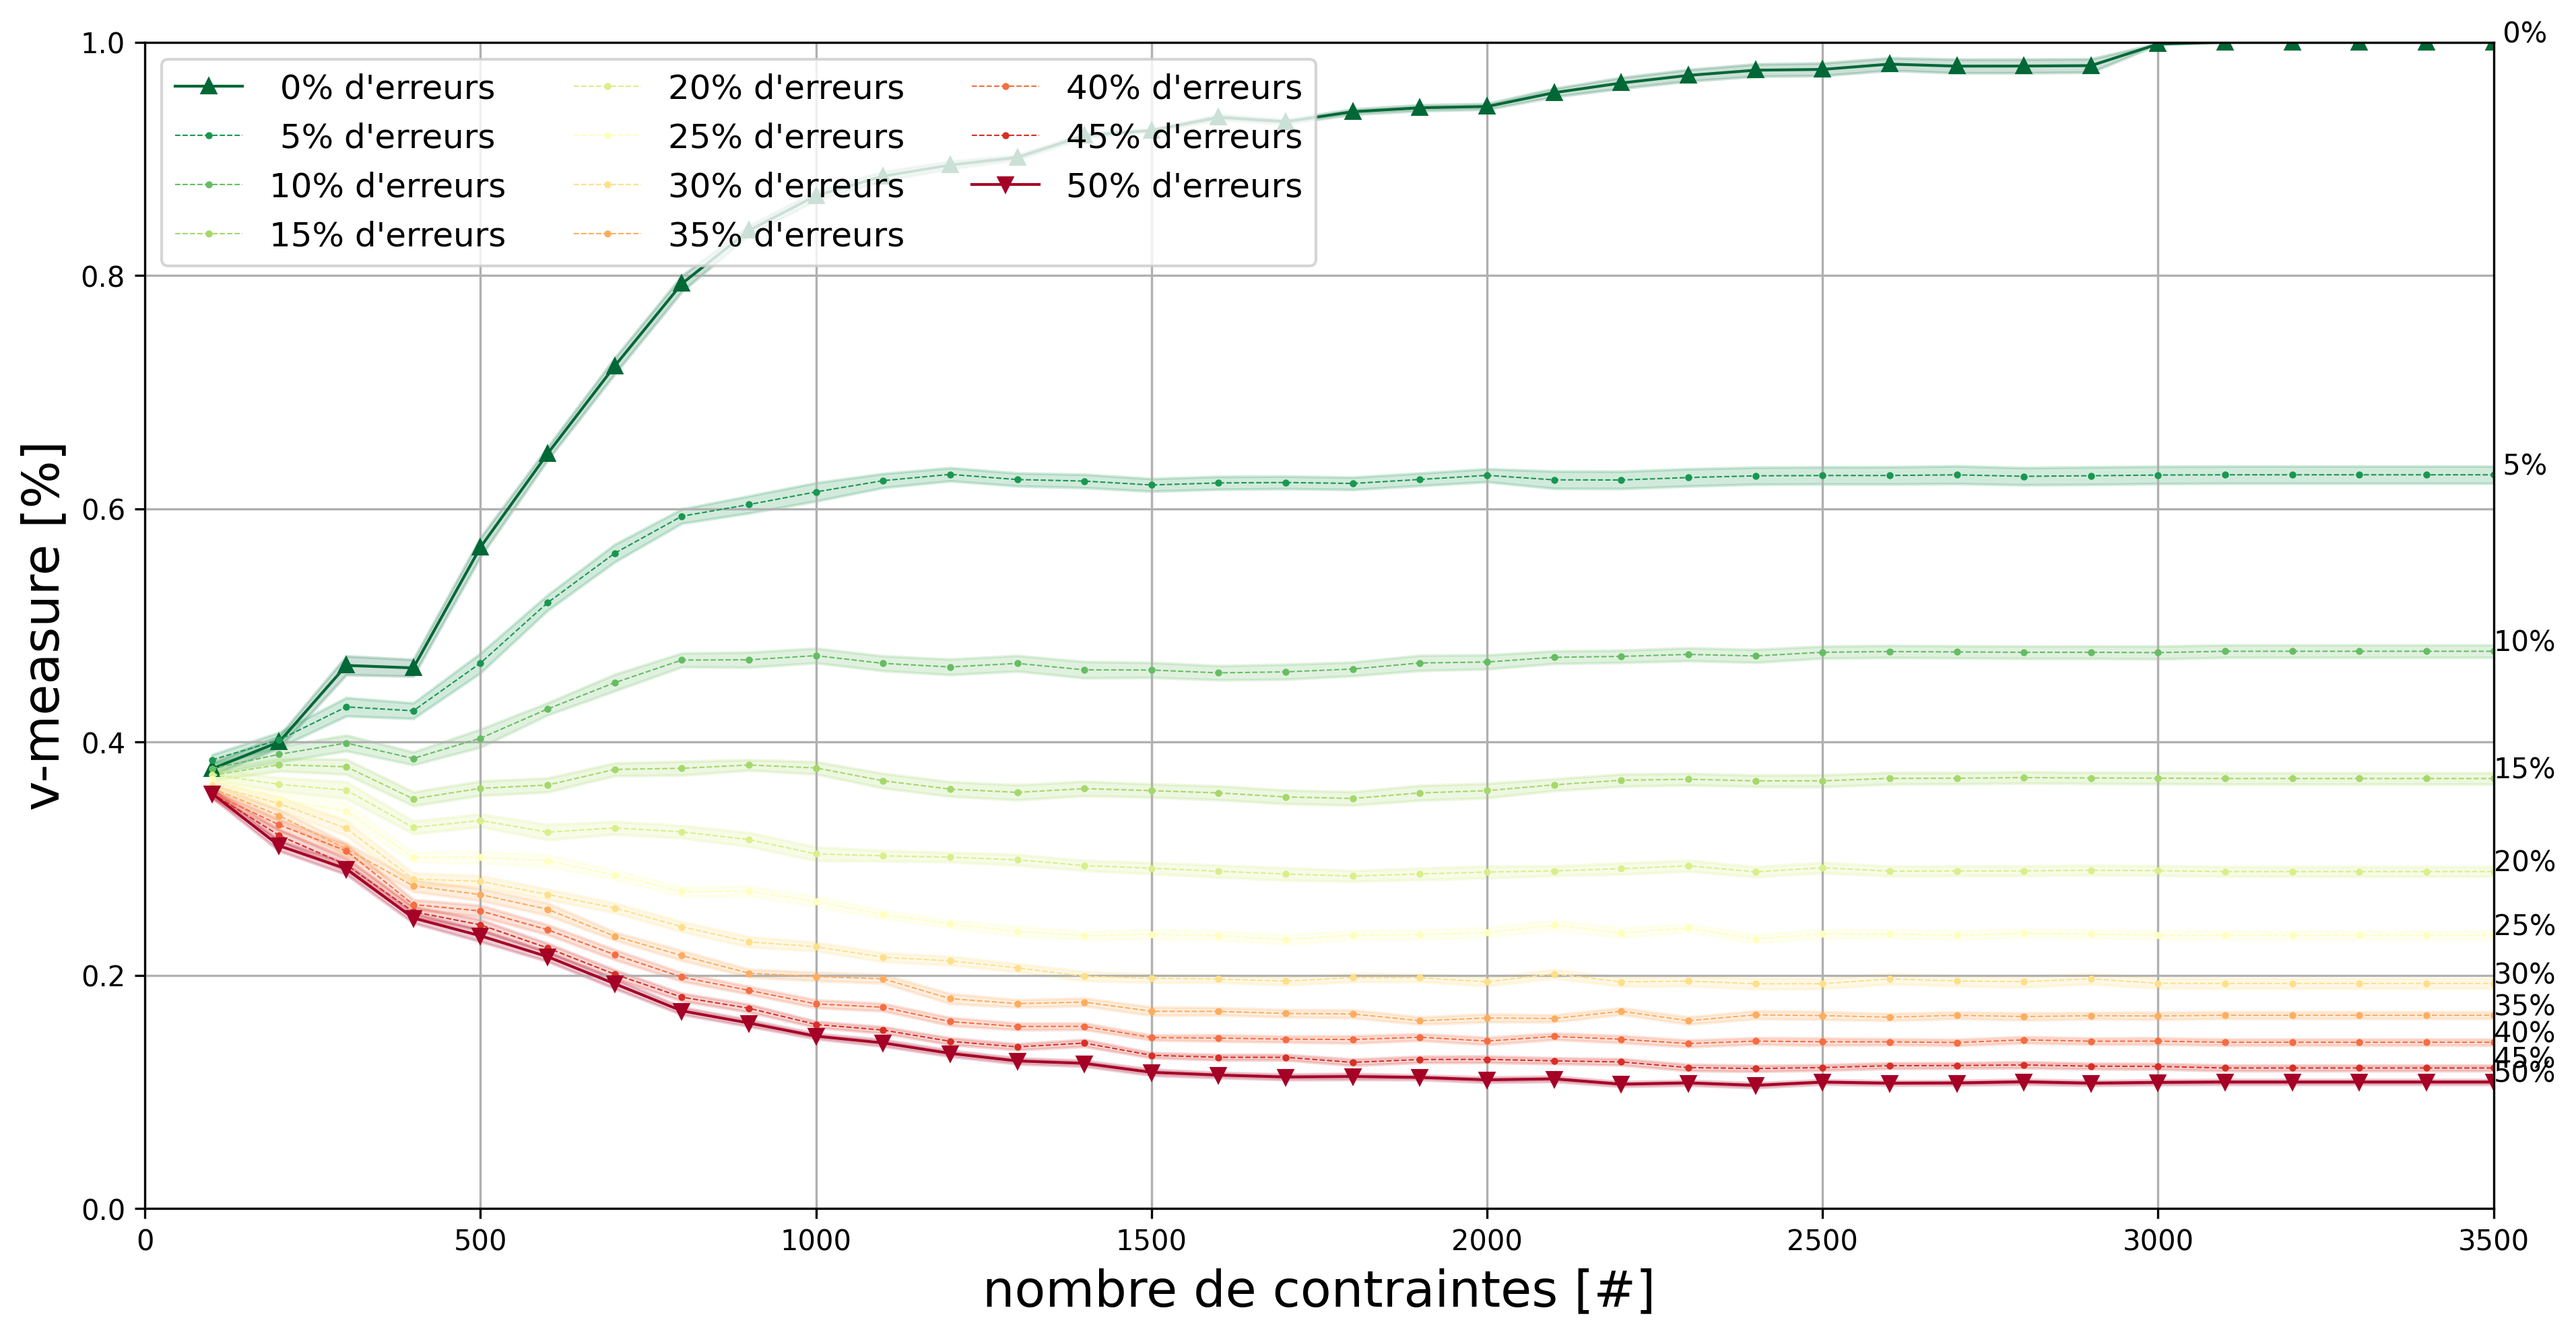 0% d'erreurs
5% d'erreurs
10% d'erreurs
15% d'erreurs
20% d'erreurs
25% d'erreurs
30% d'erreurs
35% d'erreurs
40% d'erreurs
45% d'erreurs
50% d'erreurs
v-measure [%]
1.0
0.8
0.6
0.4
0.2
0.0
0
500
1000
1500
2000
2500
3000
3500
nombre de contraintes [#]
0%
5%
10%
15%
20%
25%
30%
35%
40%
45%
50%